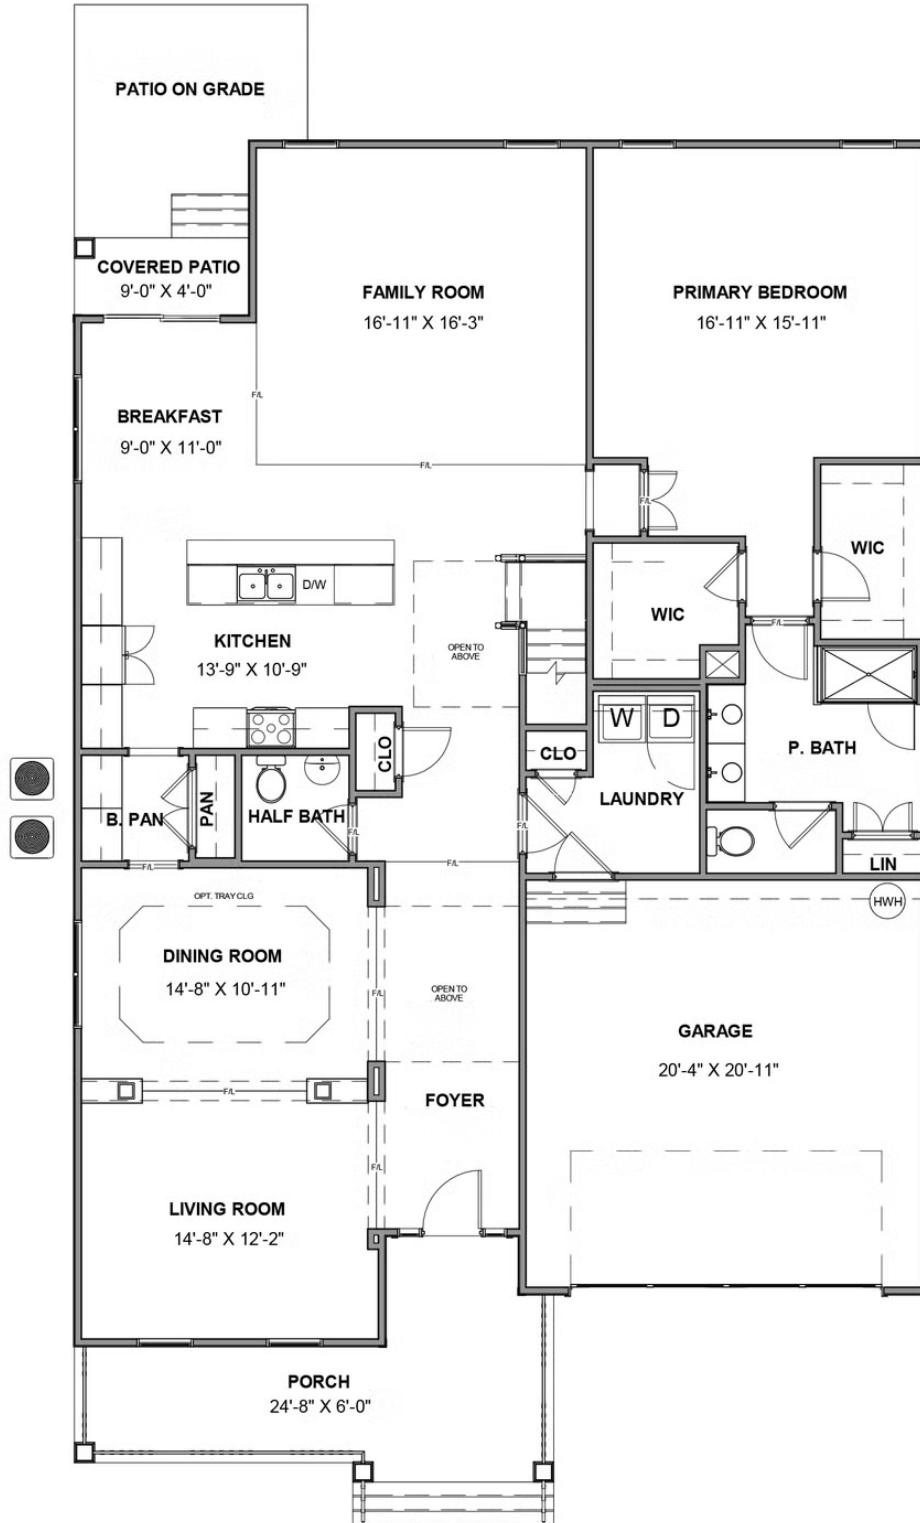 PATIO ON GRADE
COVERED PATIO
9'-0" X 4'-0"
FAMILY ROOM
16'-11" X 16'-3"
PRIMARY BEDROOM
16'-11" X 15'-11"
F/L
BREAKFAST
9'-0" X 11'-0"
F/L
F/L
WIC
D/W
WIC
KITCHEN
13'-9" X 10'-9"
OPEN TO
ABOVE
F/L
W D
CLO
CLO
P. BATH
LAUNDRY
B. PAN
PAN
HALF BATH
F/L
F/L
F/L
F/L
LIN
HWH
OPT. TRAY CLG
DINING ROOM
14'-8" X 10'-11"
F/L
OPEN TO
ABOVE
GARAGE
20'-4" X 20'-11"
F/L
FOYER
F/L
LIVING ROOM
14'-8" X 12'-2"
PORCH
24'-8" X 6'-0"